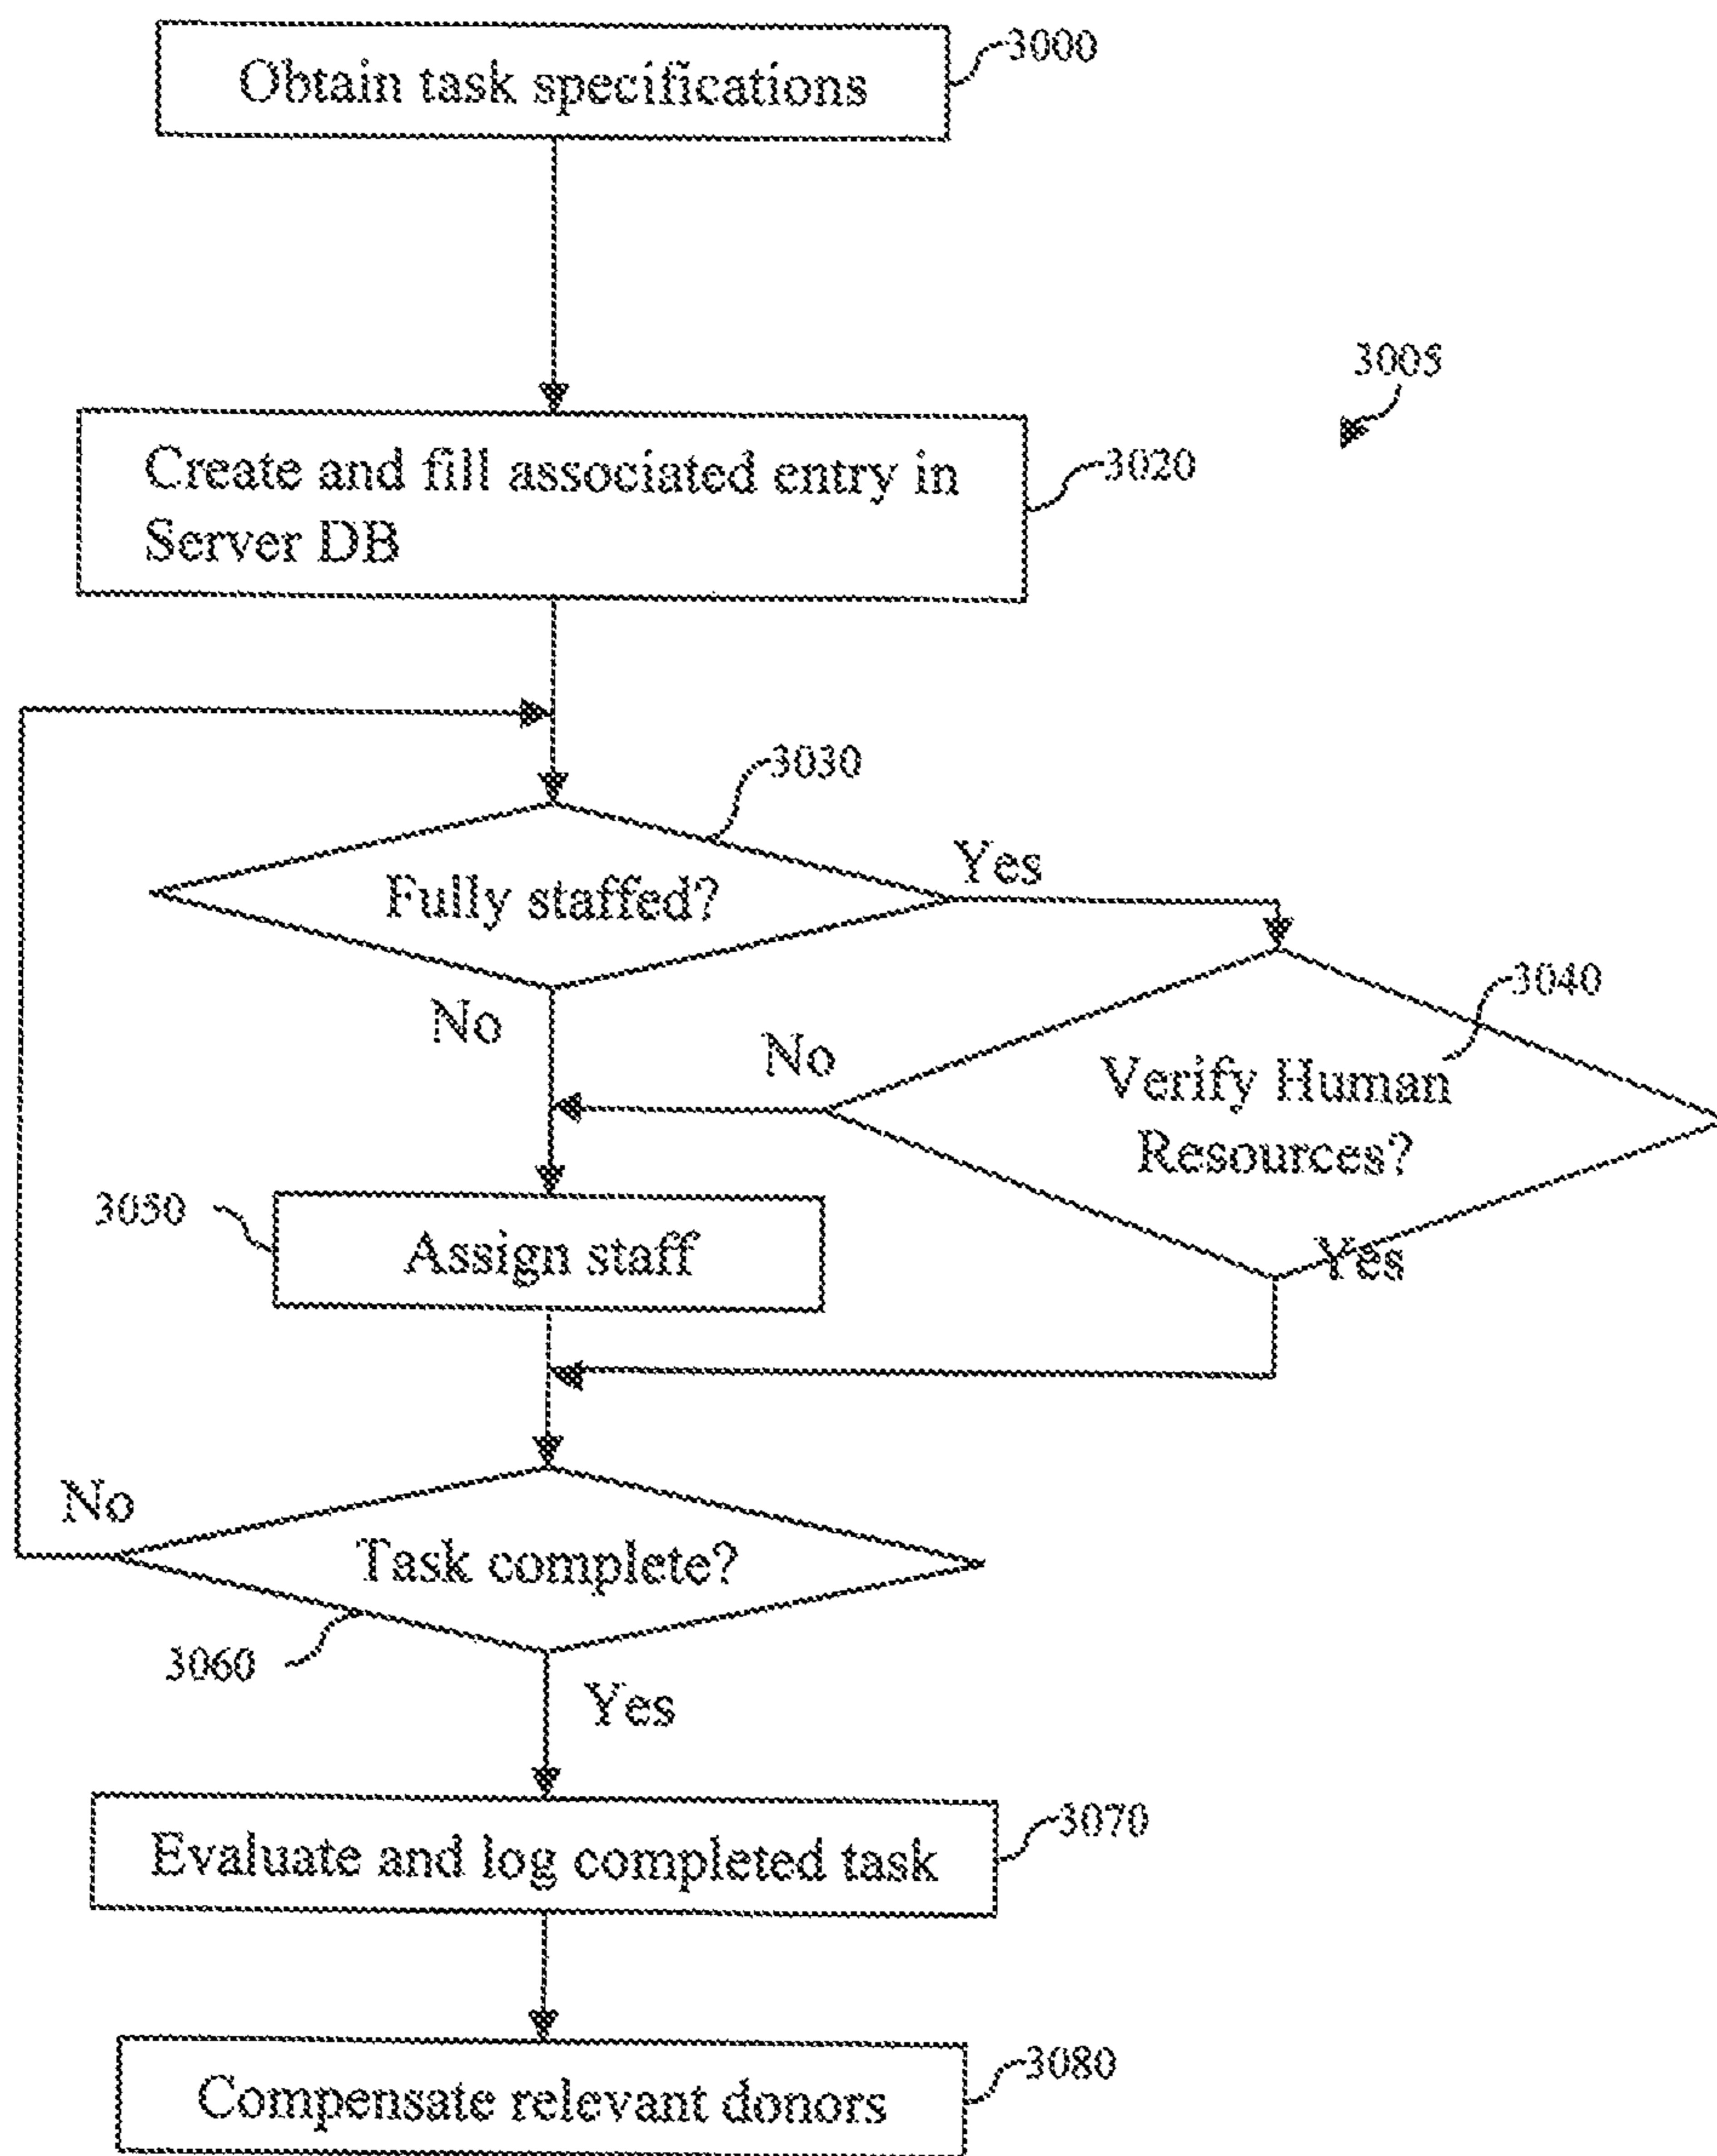 Obtain task specifications
3000
3005
Create and fill associated entry in
Server DB
3020
3030
Fully staffed?
Yes
No
3040
Verify Human
Resources?
No
Yes
3050
Assign staff
No
Task complete?
3060
Yes
3070
Evaluate and log completed task
3080
Compensate relevant donors